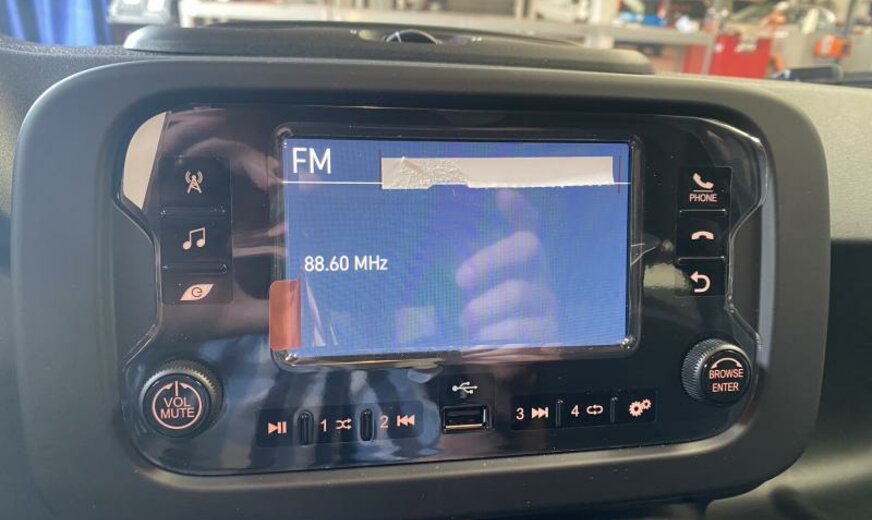 FM
88.60 MHz
PHONE
VOL
MUTE
BROWSE
ENTER
1
2
3
4